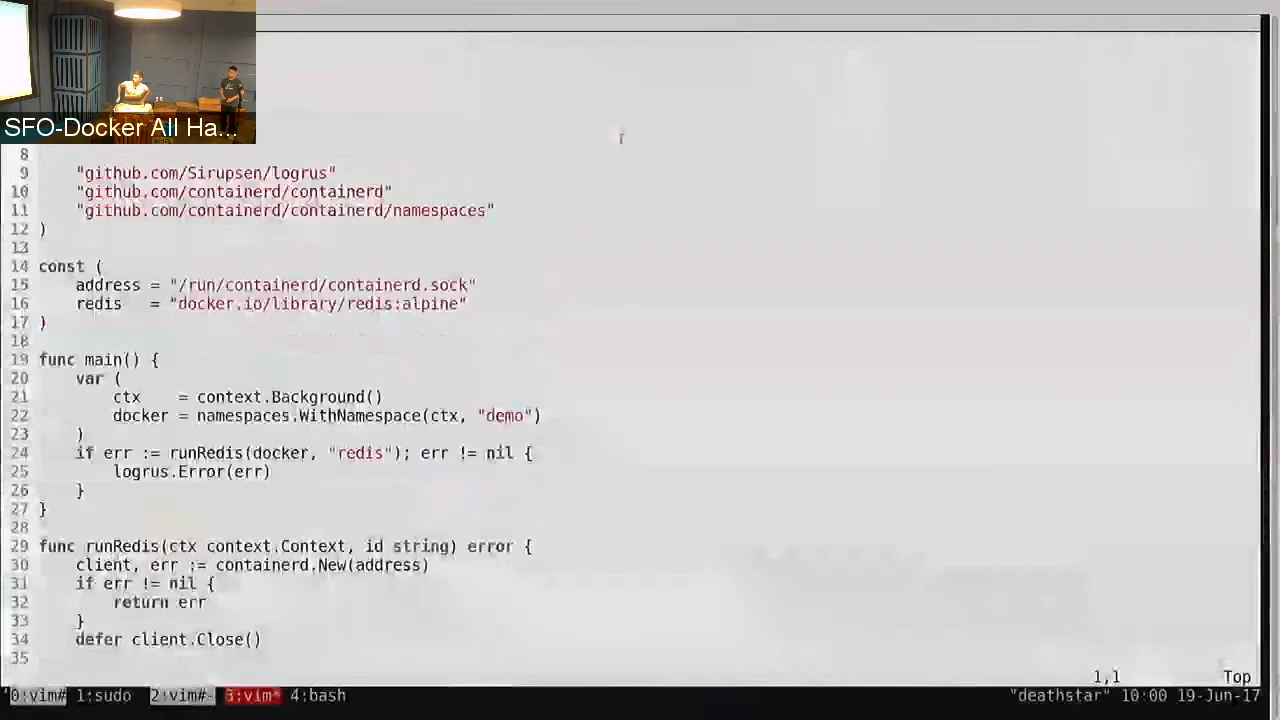 SFO-Docker All Ha...
8
9 "github.com/Sirupsen/logrus"
10 "github.com/containerd/containerd"
11 "github.com/containerd/containerd/namespaces"
12 )
13
14 const (
15 address = "/run/containerd/containerd.sock"
16 redis = "docker.io/library/redis:alpine"
17 )
18
19 func main() {
20 var (
21 ctx = context.Background()
22 docker = namespaces.WithNamespace(ctx, "demo")
23 )
24 if err := runRedis(docker, "redis"); err != nil {
25 logrus.Error(err)
26 }
27 }
28
29 func runRedis(ctx context.Context, id string) error {
30 client, err := containerd.New(address)
31 if err != nil {
32 return err
33 }
34 defer client.Close()
35
1,1 Top
0:vim# 1:sudo 2:vim#- 3:vim* 4:bash "deathstar" 10:00 19-Jun-17